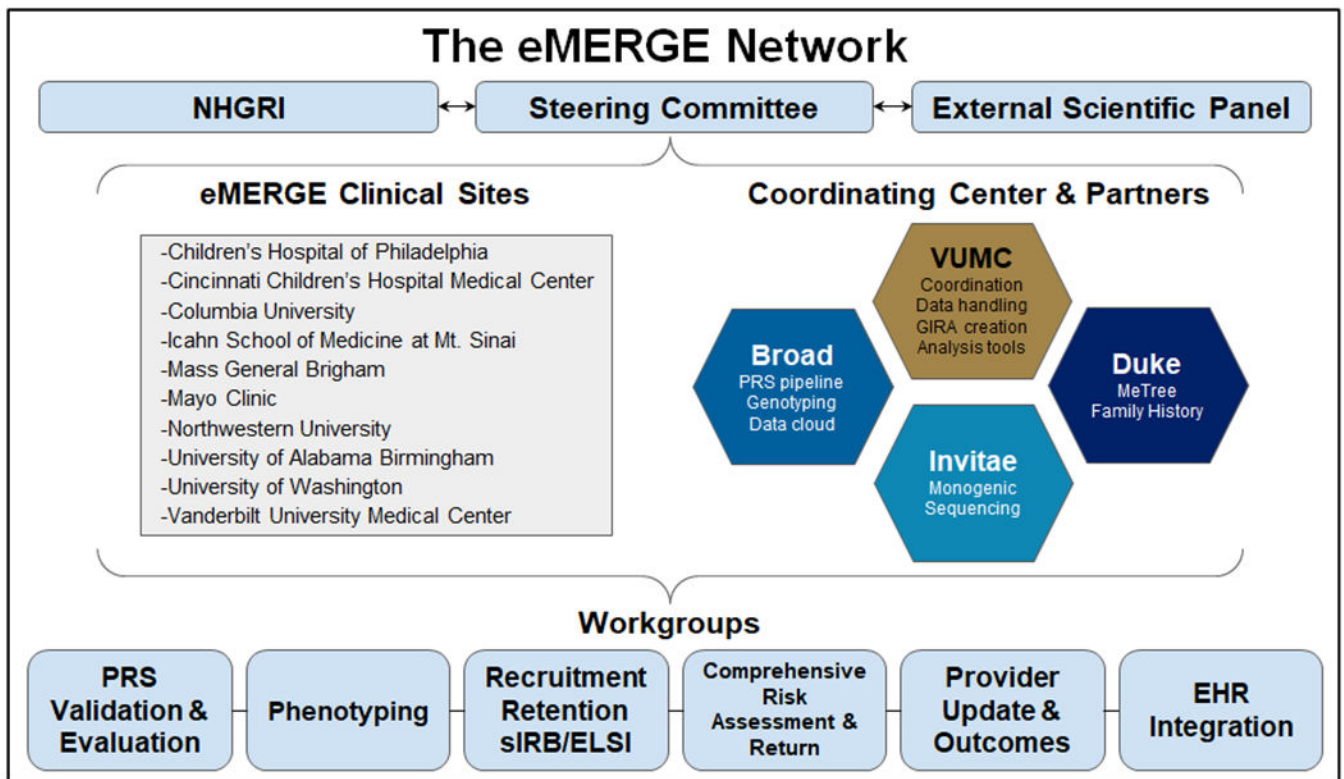 The eMERGE Network
NHGRI
Steering Committee
External Scientific Panel
eMERGE Clinical Sites
-Children's Hospital of Philadelphia
-Cincinnati Children's Hospital Medical Center
-Columbia University
-Icahn School of Medicine at Mt. Sinai
-Mass General Brigham
-Mayo Clinic
-Northwestern University
-University of Alabama Birmingham
-University of Washington
-Vanderbilt University Medical Center
Coordinating Center & Partners
VUMC
Coordination
Data handling
GIRA creation
Analysis tools
Broad
PRS pipeline
Genotyping
Data cloud
Duke
MeTree
Family History
Invitae
Monogenic
Sequencing
Workgroups
PRS
Validation &
Evaluation
Phenotyping
Recruitment
Retention
sIRB/ELSI
Comprehensive
Risk
Assessment &
Return
Provider
Update &
Outcomes
EHR
Integration